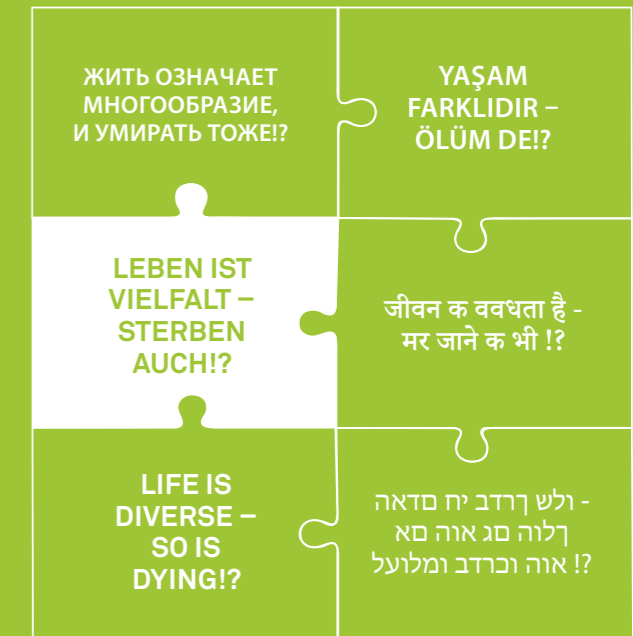 ЖИТЬ ОЗНАЧАЕТ
МНОГООБРАЗИЕ,
И УМИРАТЬ ТОЖЕ!?
YAŞAM
FARKLIDIR –
ÖLÜM DE!?
LEBEN IST
VIELFALT –
STERBEN
AUCH!?
जीवन क ववधता है -
मर जाने क भी !?
LIFE IS
DIVERSE –
SO IS
DYING!?
- ולש ךרדב יח םדאה
ךלוה םג אוה םא
?! אוה וכרדב ומלועל